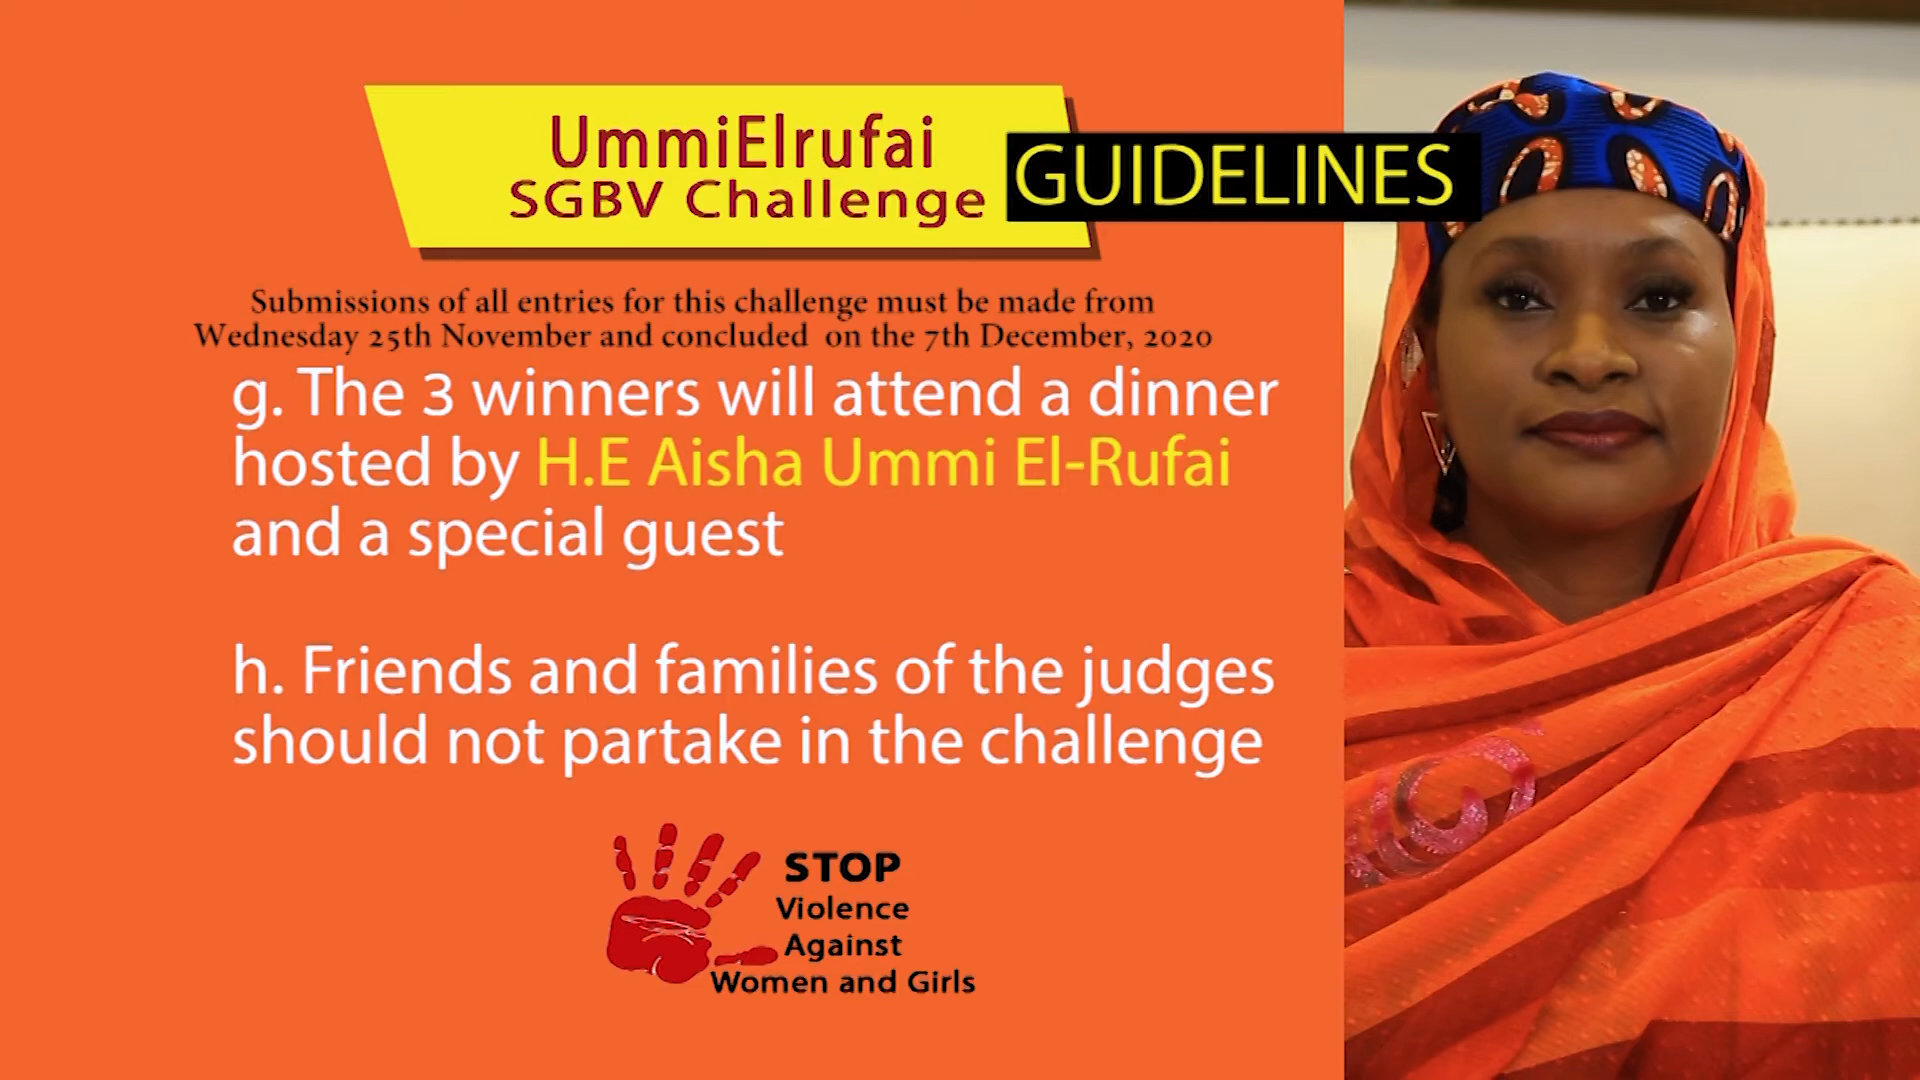 UmmiElrufai
SGBV Challenge
GUIDELINES
Submissions of all entries for this challenge must be made from
Wednesday 25th November and concluded on the 7th December, 2020
g. The 3 winners will attend a dinner
hosted by H.E Aisha Ummi El-Rufai
and a special guest
h. Friends and families of the judges
should not partake in the challenge
STOP
Violence
Against
Women and Girls